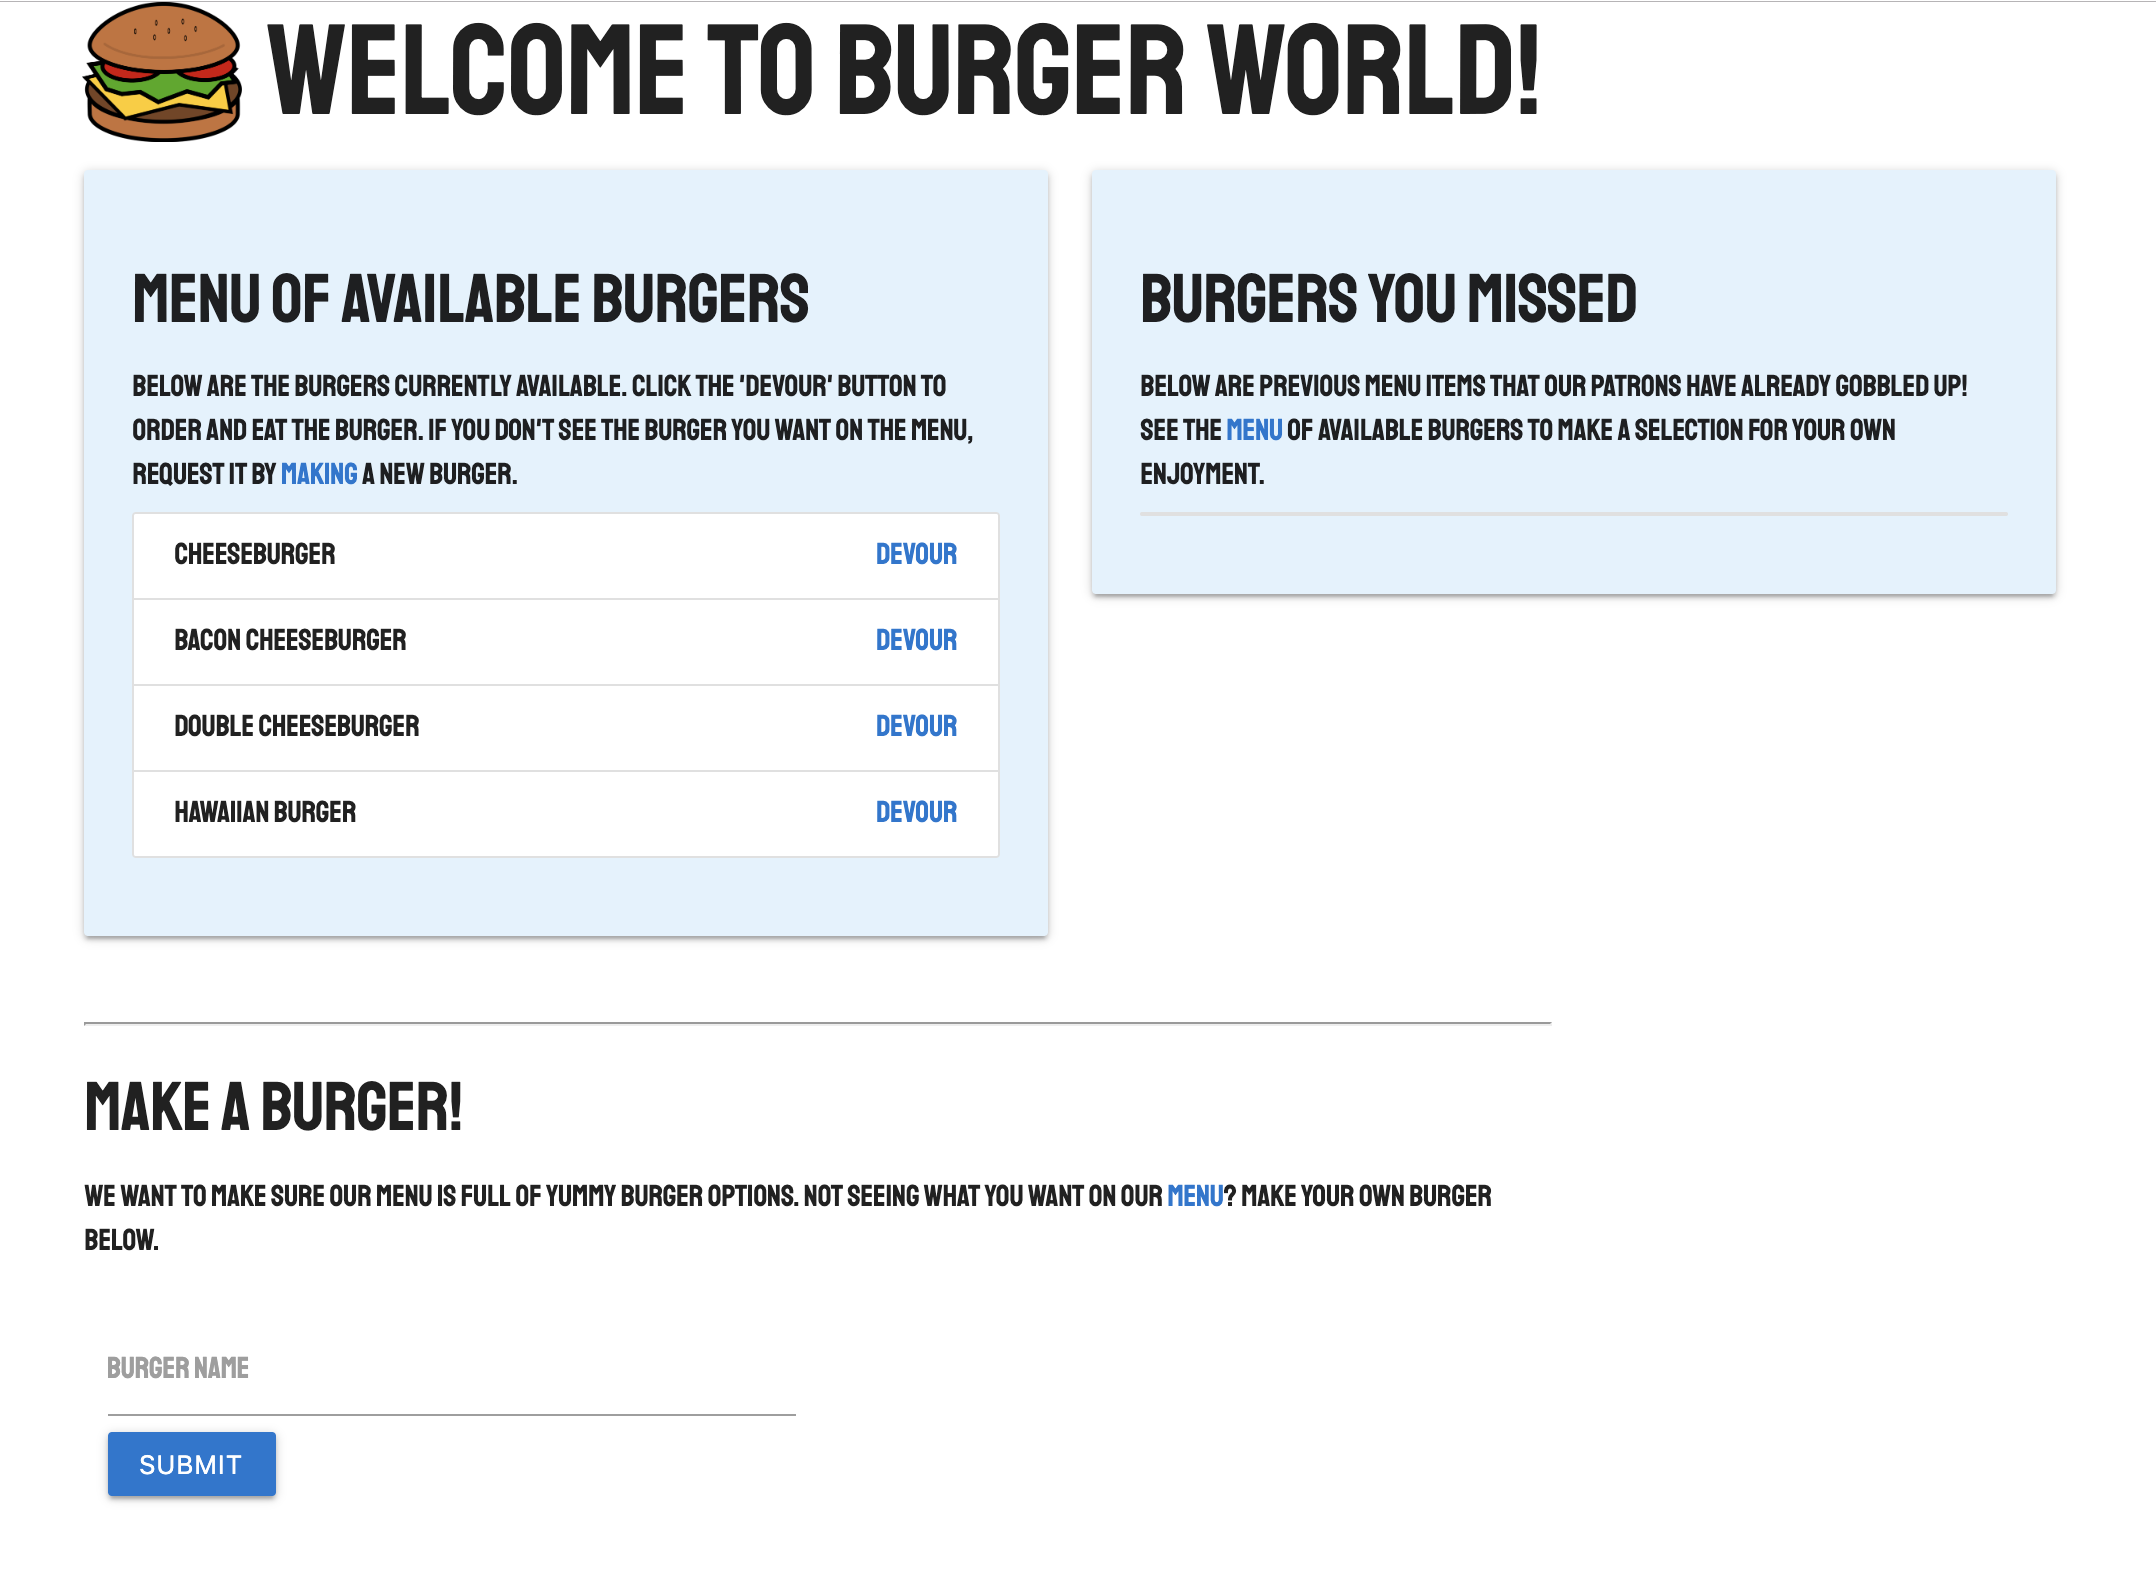 WELCOME TO BURGER WORLD!
MENU OF AVAILABLE BURGERS
BELOW ARE THE BURGERS CURRENTLY AVAILABLE. CLICK THE 'DEVOUR' BUTTON TO
ORDER AND EAT THE BURGER. IF YOU DON'T SEE THE BURGER YOU WANT ON THE MENU,
REQUEST IT BY MAKING A NEW BURGER.
CHEESEBURGER DEVOUR
BACON CHEESEBURGER DEVOUR
DOUBLE CHEESEBURGER DEVOUR
HAWAIIAN BURGER DEVOUR
BURGERS YOU MISSED
BELOW ARE PREVIOUS MENU ITEMS THAT OUR PATRONS HAVE ALREADY GOBBLED UP!
SEE THE MENU OF AVAILABLE BURGERS TO MAKE A SELECTION FOR YOUR OWN
ENJOYMENT.
MAKE A BURGER!
WE WANT TO MAKE SURE OUR MENU IS FULL OF YUMMY BURGER OPTIONS. NOT SEEING WHAT YOU WANT ON OUR MENU? MAKE YOUR OWN BURGER
BELOW.
BURGER NAME
SUBMIT